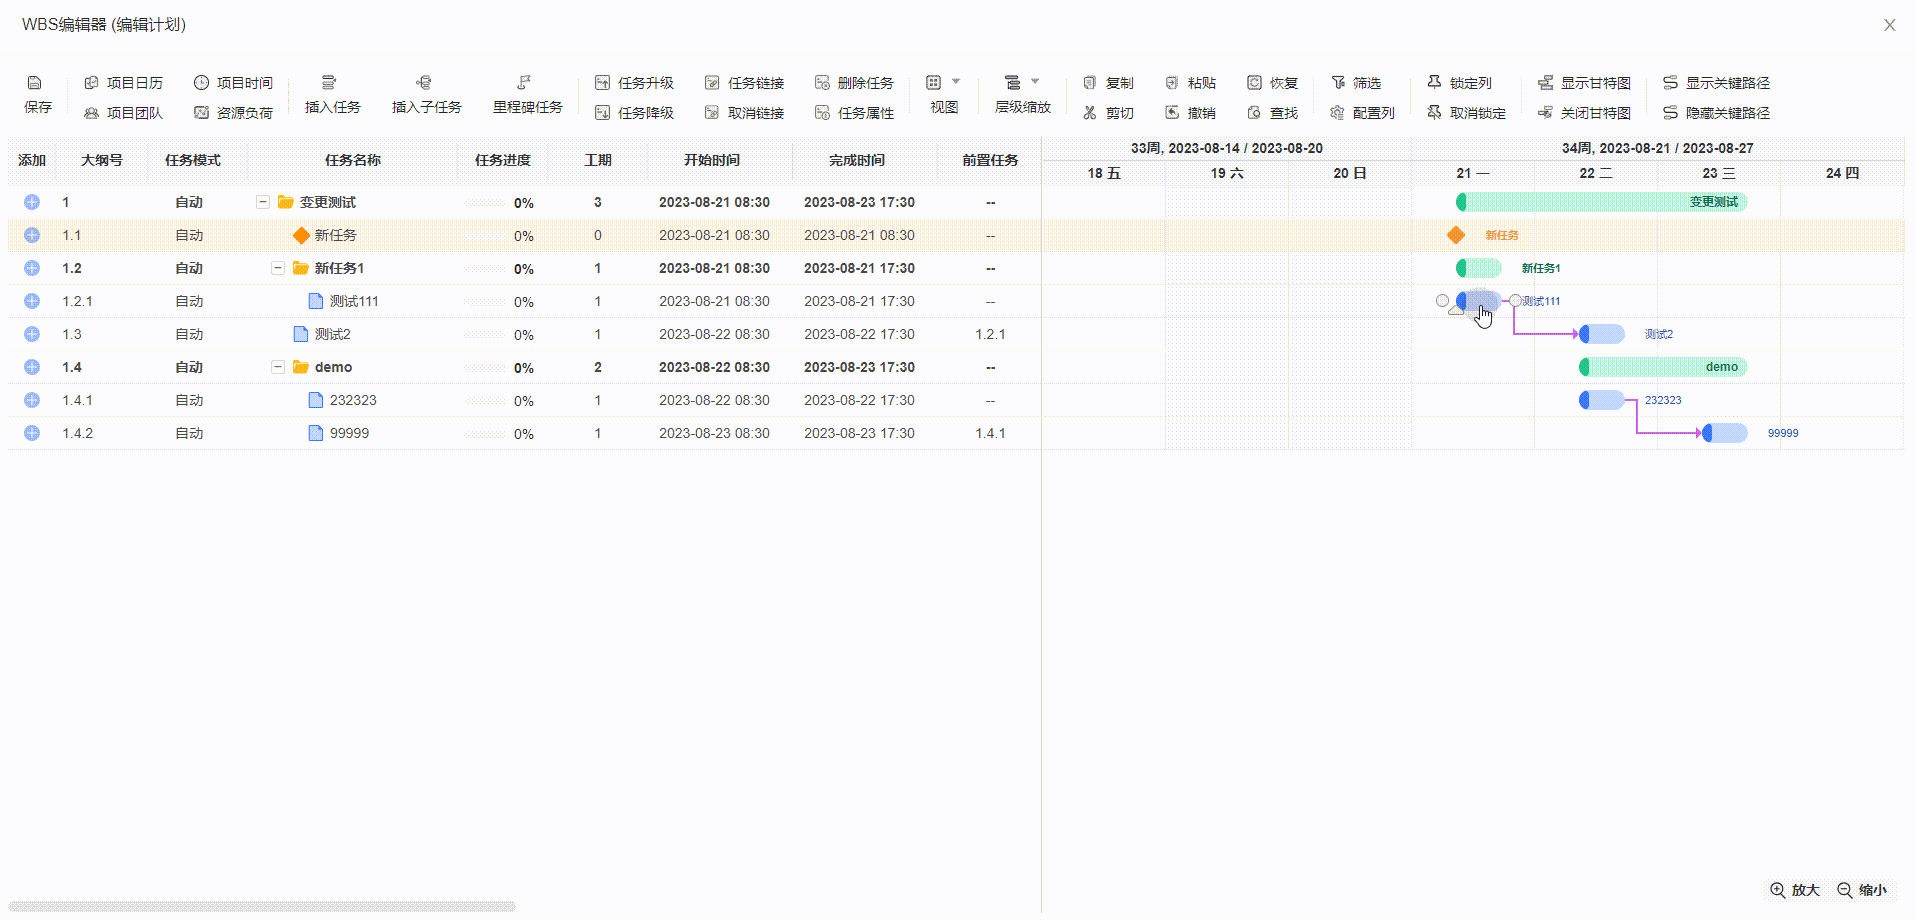 WBS编辑器 (编辑计划)
X
保存 项目日历 项目时间 插入任务 插入子任务 里程碑任务 任务升级 任务链接 删除任务 视图 层级缩放 复制 粘贴 恢复 筛选 锁定列 显示甘特图 显示关键路径
项目团队 资源负荷 任务降级 取消链接 任务属性 剪切 撤销 查找 配置列 取消锁定 关闭甘特图 隐藏关键路径
添加 大纲号 任务模式 任务名称 任务进度 工期 开始时间 完成时间 前置任务
33周, 2023-08-14 / 2023-08-20 34周, 2023-08-21 / 2023-08-27
18 五 19 六 20 日 21 一 22 二 23 三 24 四
1 自动 变更测试 0% 3 2023-08-21 08:30 2023-08-23 17:30 -- 变更测试
1.1 自动 新任务 0% 0 2023-08-21 08:30 2023-08-21 08:30 -- 新任务
1.2 自动 新任务1 0% 1 2023-08-21 08:30 2023-08-21 17:30 -- 新任务1
1.2.1 自动 测试111 0% 1 2023-08-21 08:30 2023-08-21 17:30 -- 测试111
1.3 自动 测试2 0% 1 2023-08-22 08:30 2023-08-22 17:30 1.2.1 测试2
1.4 自动 demo 0% 2 2023-08-22 08:30 2023-08-23 17:30 -- demo
1.4.1 自动 232323 0% 1 2023-08-22 08:30 2023-08-22 17:30 -- 232323
1.4.2 自动 99999 0% 1 2023-08-23 08:30 2023-08-23 17:30 1.4.1 99999
放大 缩小